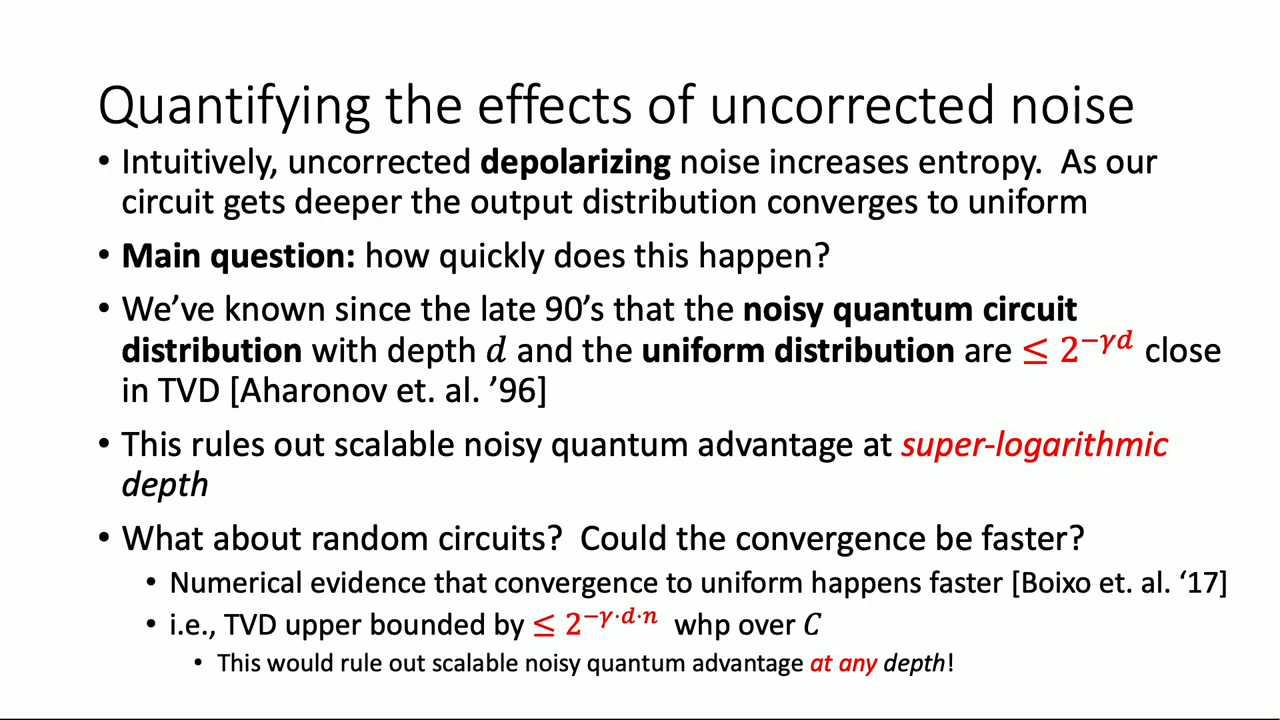 Quantifying the effects of uncorrected noise
• Intuitively, uncorrected depolarizing noise increases entropy.  As our
circuit gets deeper the output distribution converges to uniform
• Main question: how quickly does this happen?
• We’ve known since the late 90’s that the noisy quantum circuit
distribution with depth d and the uniform distribution are ≤ 2^{−γd} close
in TVD [Aharonov et. al. ’96]
• This rules out scalable noisy quantum advantage at super-logarithmic
depth
• What about random circuits?  Could the convergence be faster?
• Numerical evidence that convergence to uniform happens faster [Boixo et. al. ‘17]
• i.e., TVD upper bounded by ≤ 2^{−γ·d·n} whp over C
• This would rule out scalable noisy quantum advantage at any depth!